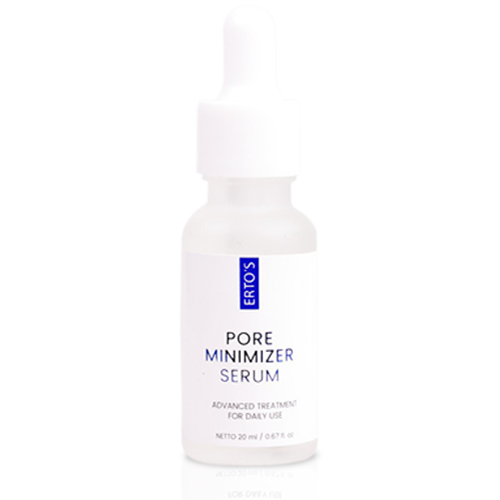 ERTO'S
PORE
MINIMIZER
SERUM
ADVANCED TREATMENT
FOR DAILY USE
NETTO 20 ml / 0.67 fl. oz